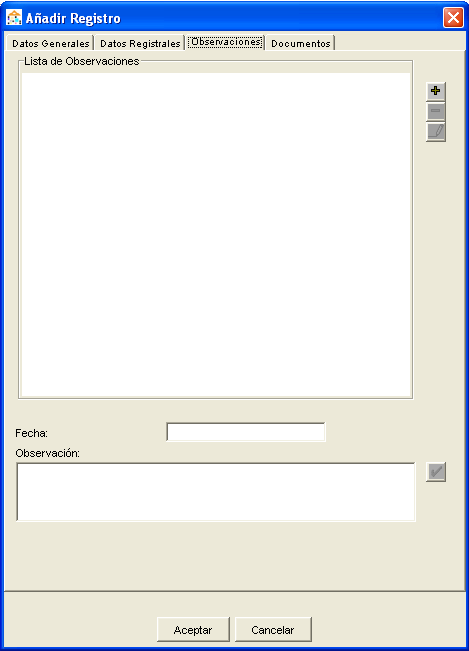 Añadir Registro
Datos Generales Datos Registrales Observaciones Documentos
Lista de Observaciones
Fecha:
Observación:
Aceptar Cancelar